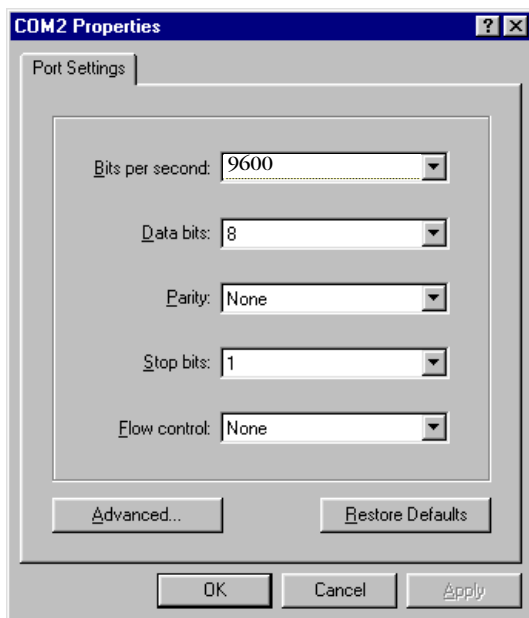 COM2 Properties ? X
Port Settings
Bits per second: 9600
Data bits: 8
Parity: None
Stop bits: 1
Flow control: None
Advanced... Restore Defaults
OK Cancel Apply